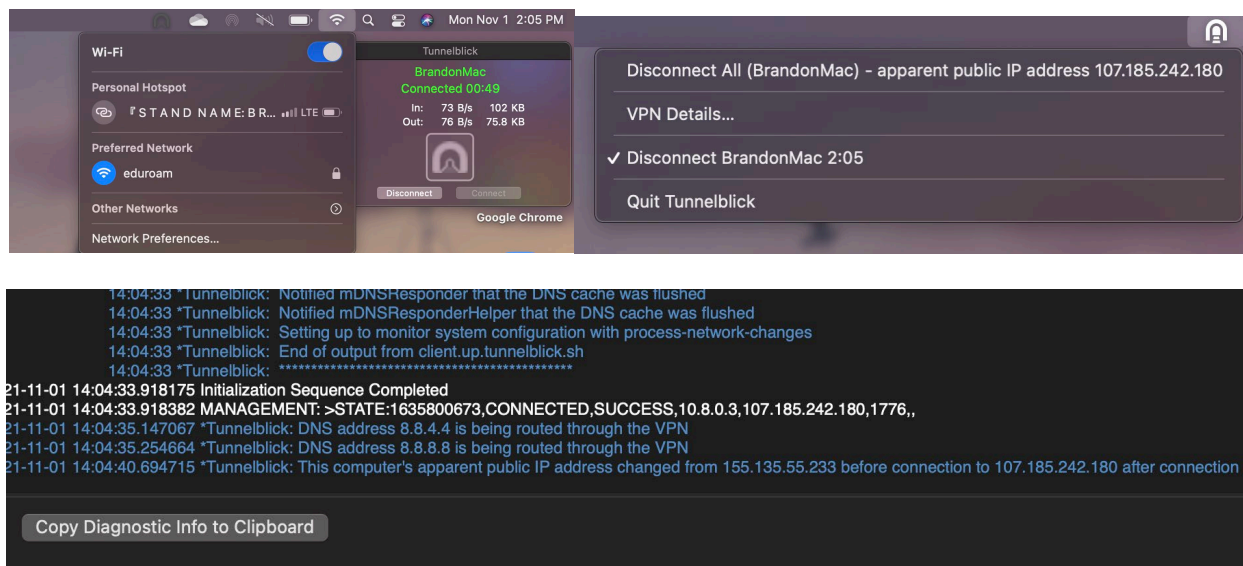 Mon Nov 1 2:05 PM
Wi-Fi
Personal Hotspot
『S T A N D N A M E: B R... LTE
Preferred Network
eduroam
Other Networks
Network Preferences...
Tunnelblick
BrandonMac
Connected 00:49
In: 73 B/s 102 KB
Out: 76 B/s 75.8 KB
Disconnect Connect
Google Chrome
Disconnect All (BrandonMac) - apparent public IP address 107.185.242.180
VPN Details...
✓ Disconnect BrandonMac 2:05
Quit Tunnelblick
14:04:33 *Tunnelblick: Notified mDNSResponder that the DNS cache was flushed
14:04:33 *Tunnelblick: Notified mDNSResponderHelper that the DNS cache was flushed
14:04:33 *Tunnelblick: Setting up to monitor system configuration with process-network-changes
14:04:33 *Tunnelblick: End of output from client.up.tunnelblick.sh
14:04:33 *Tunnelblick: **********************************************
21-11-01 14:04:33.918175 Initialization Sequence Completed
21-11-01 14:04:33.918382 MANAGEMENT: >STATE:1635800673,CONNECTED,SUCCESS,10.8.0.3,107.185.242.180,1776,,
21-11-01 14:04:35.147067 *Tunnelblick: DNS address 8.8.4.4 is being routed through the VPN
21-11-01 14:04:35.254664 *Tunnelblick: DNS address 8.8.8.8 is being routed through the VPN
21-11-01 14:04:40.694715 *Tunnelblick: This computer's apparent public IP address changed from 155.135.55.233 before connection to 107.185.242.180 after connection
Copy Diagnostic Info to Clipboard